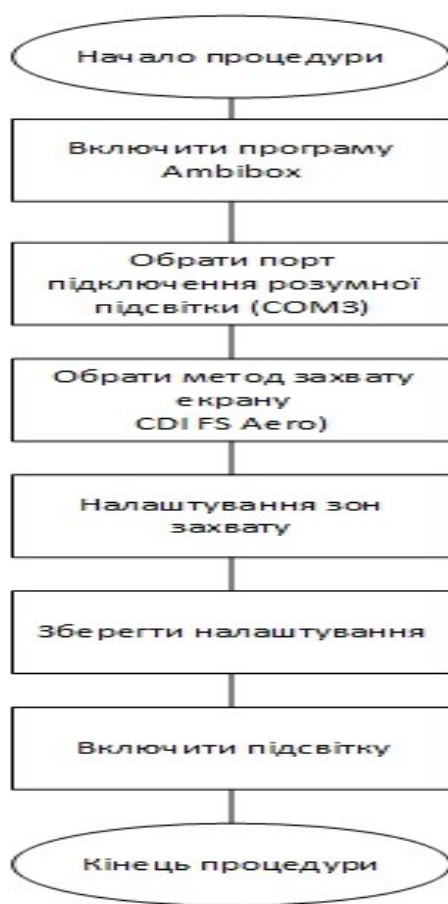 Начало процедури
Включити програму
Ambibox
Обрати порт
підключення розумної
підсвітки (COM3)
Обрати метод захвату
екрану
CDI FS Aero)
Налаштування зон
захвату
Зберегти налаштування
Включити підсвітку
Кінець процедури